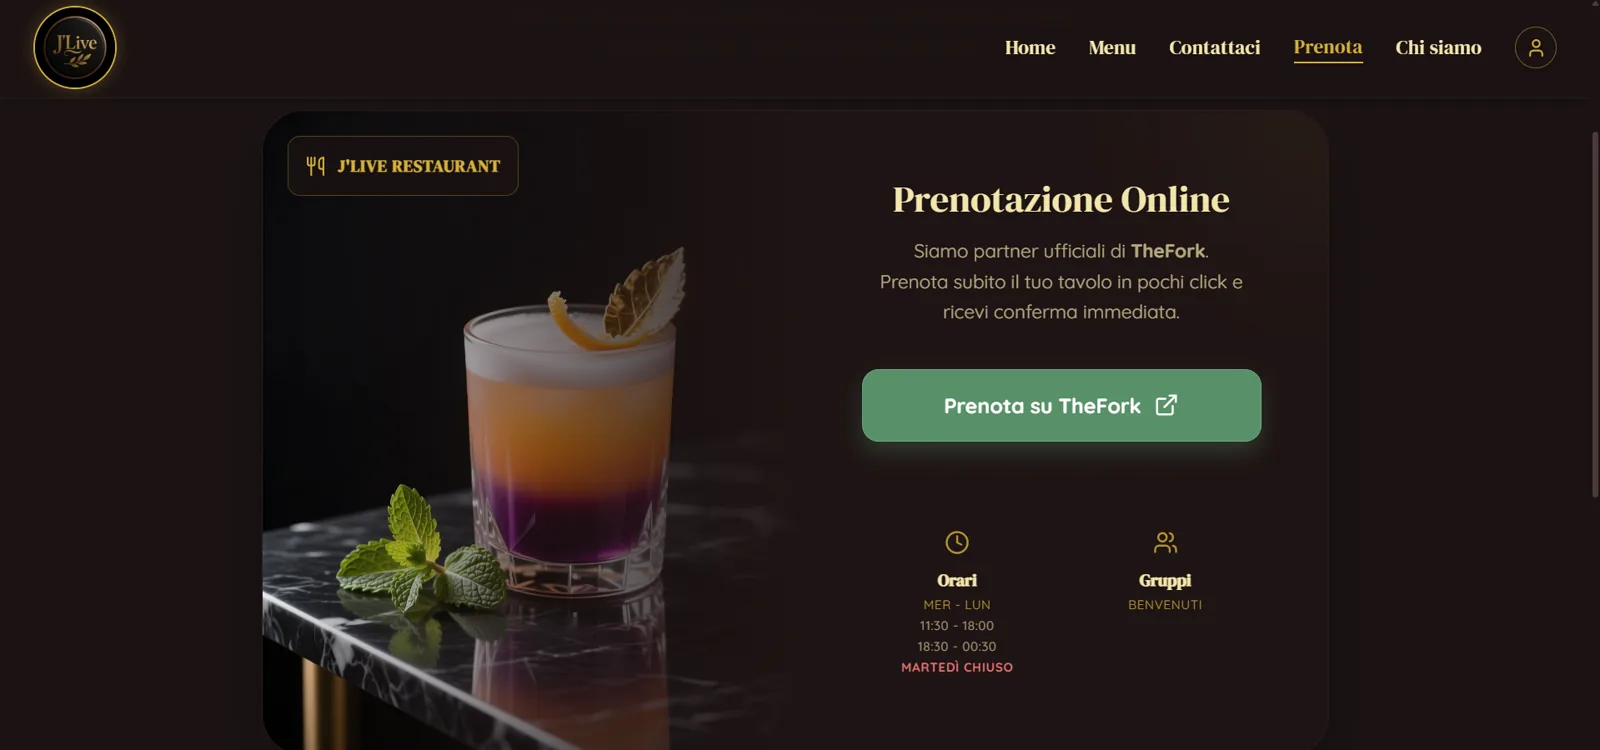 J'Live
Home
Menu
Contattaci
Prenota
Chi siamo
J'LIVE RESTAURANT
Prenotazione Online
Siamo partner ufficiali di TheFork.
Prenota subito il tuo tavolo in pochi click e
ricevi conferma immediata.
Prenota su TheFork
Orari
MER - LUN
11:30 - 18:00
18:30 - 00:30
MARTEDÌ CHIUSO
Gruppi
BENVENUTI